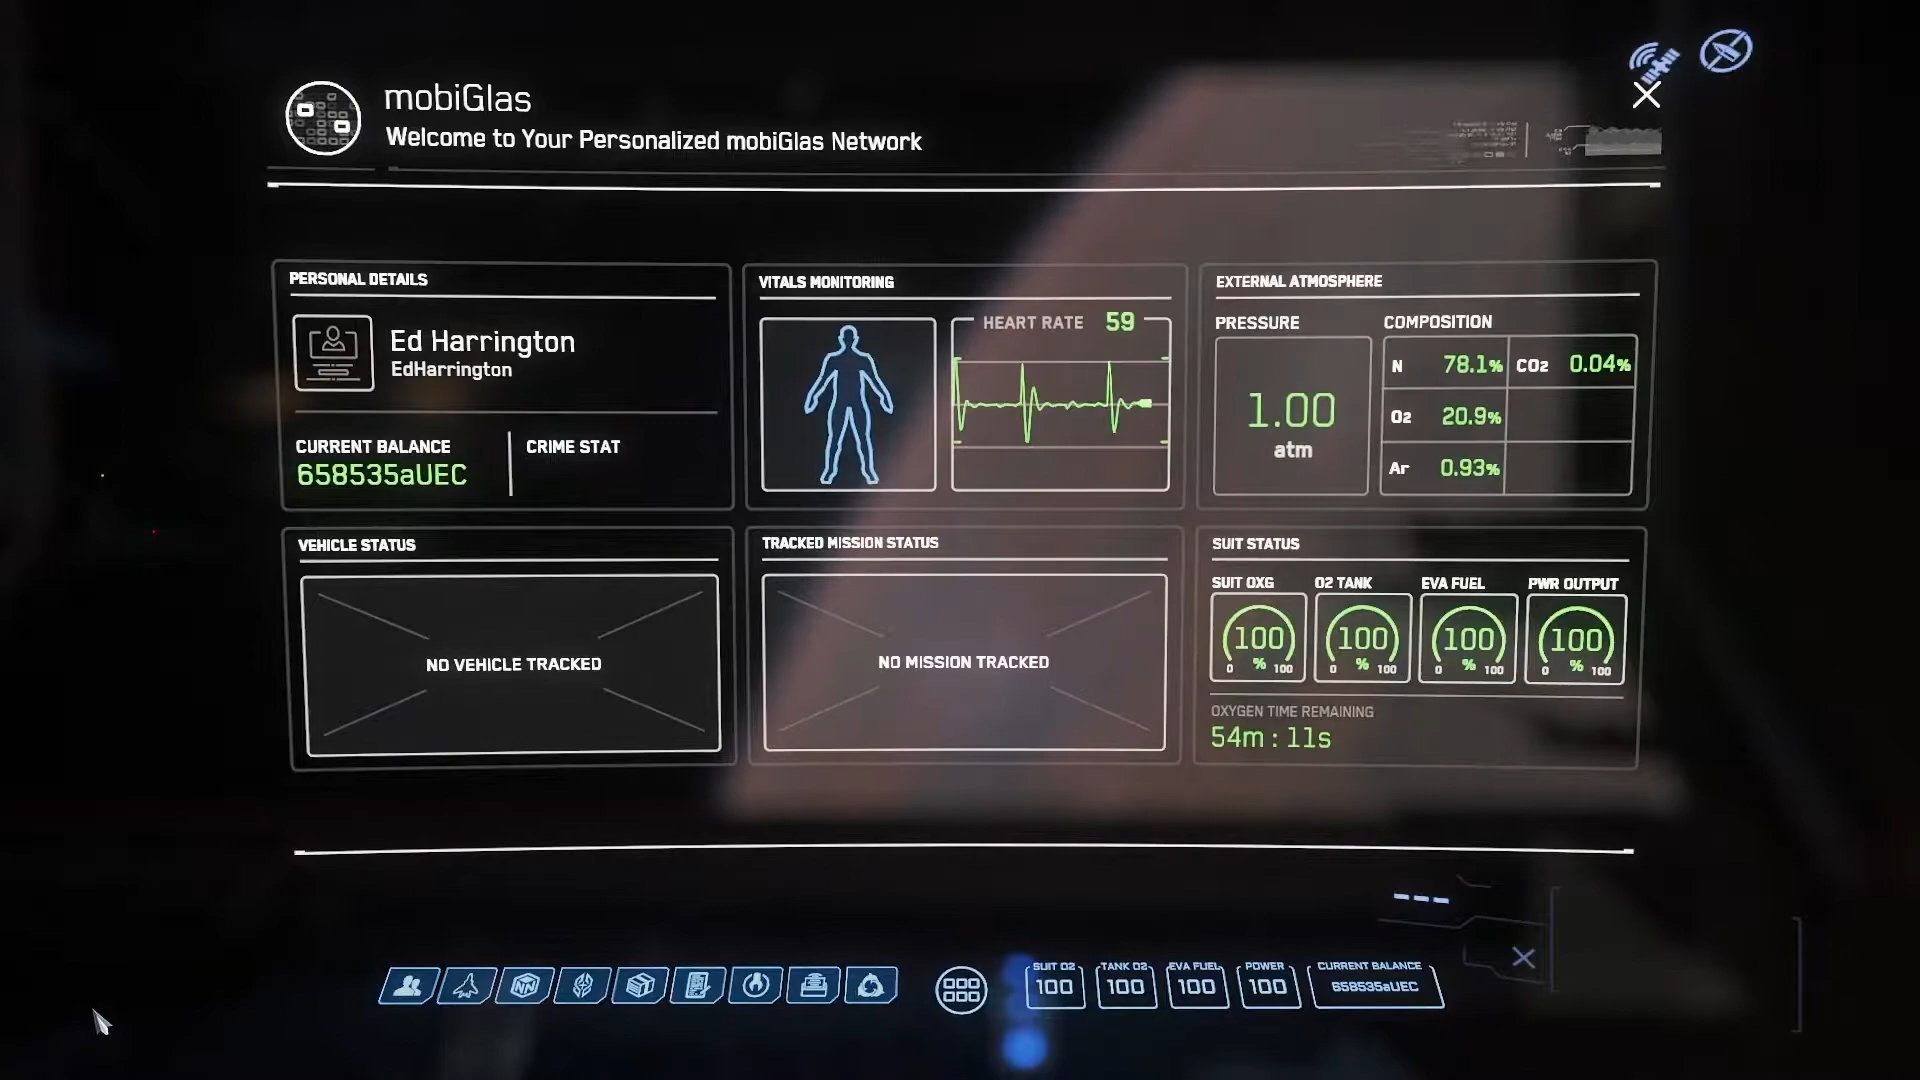 mobiGlas
Welcome to Your Personalized mobiGlas Network
PERSONAL DETAILS
Ed Harrington
EdHarrington
CURRENT BALANCE
658535aUEC
CRIME STAT
VITALS MONITORING
HEART RATE 59
EXTERNAL ATMOSPHERE
PRESSURE
1.00
atm
COMPOSITION
N 78.1% CO2 0.04%
O2 20.9%
Ar 0.93%
VEHICLE STATUS
NO VEHICLE TRACKED
TRACKED MISSION STATUS
NO MISSION TRACKED
SUIT STATUS
SUIT OXG O2 TANK EVA FUEL PWR OUTPUT
100 100 100 100
0 % 100 0 % 100 0 % 100 0 % 100
OXYGEN TIME REMAINING
54m : 11s
SUIT O2 TANK O2 EVA FUEL POWER CURRENT BALANCE
100 100 100 100 658535aUEC